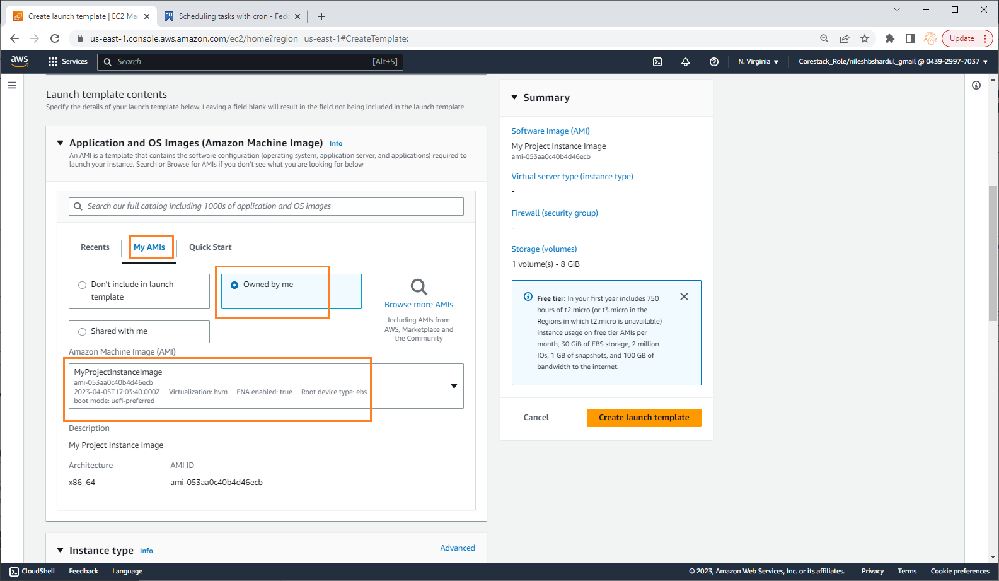 Create launch template | EC2 Ma
Scheduling tasks with cron - Fed
us-east-1.console.aws.amazon.com/ec2/home?region=us-east-1#CreateTemplate:
Update
aws
Services
Search
[Alt+S]
N. Virginia
Corestack_Role/nileshbshardul_gmail @ 0439-2997-7037
Launch template contents
Specify the details of your launch template below. Leaving a field blank will result in the field not being included in the launch template.
Application and OS Images (Amazon Machine Image) Info
An AMI is a template that contains the software configuration (operating system, application server, and applications) required to
launch your instance. Search or Browse for AMIs if you don't see what you are looking for below
Search our full catalog including 1000s of application and OS images
Recents
My AMIs
Quick Start
Don't include in launch
template
Owned by me
Shared with me
Browse more AMIs
Including AMIs from
AWS, Marketplace and
the Community
Amazon Machine Image (AMI)
MyProjectInstanceImage
ami-053aa0c40b4d46ecb
2023-04-05T17:03:40.000Z Virtualization: hvm ENA enabled: true Root device type: ebs
boot mode: uefi-preferred
Description
My Project Instance Image
Architecture
AMI ID
x86_64
ami-053aa0c40b4d46ecb
Instance type Info
Advanced
Summary
Software Image (AMI)
My Project Instance Image
ami-053aa0c40b4d46ecb
Virtual server type (instance type)
-
Firewall (security group)
-
Storage (volumes)
1 volume(s) - 8 GiB
Free tier: In your first year includes 750
hours of t2.micro (or t3.micro in the
Regions in which t2.micro is unavailable)
instance usage on free tier AMIs per
month, 30 GiB of EBS storage, 2 million
IOs, 1 GB of snapshots, and 100 GB of
bandwidth to the internet.
Cancel
Create launch template
CloudShell
Feedback
Language
© 2023, Amazon Web Services, Inc. or its affiliates.
Privacy
Terms
Cookie preferences